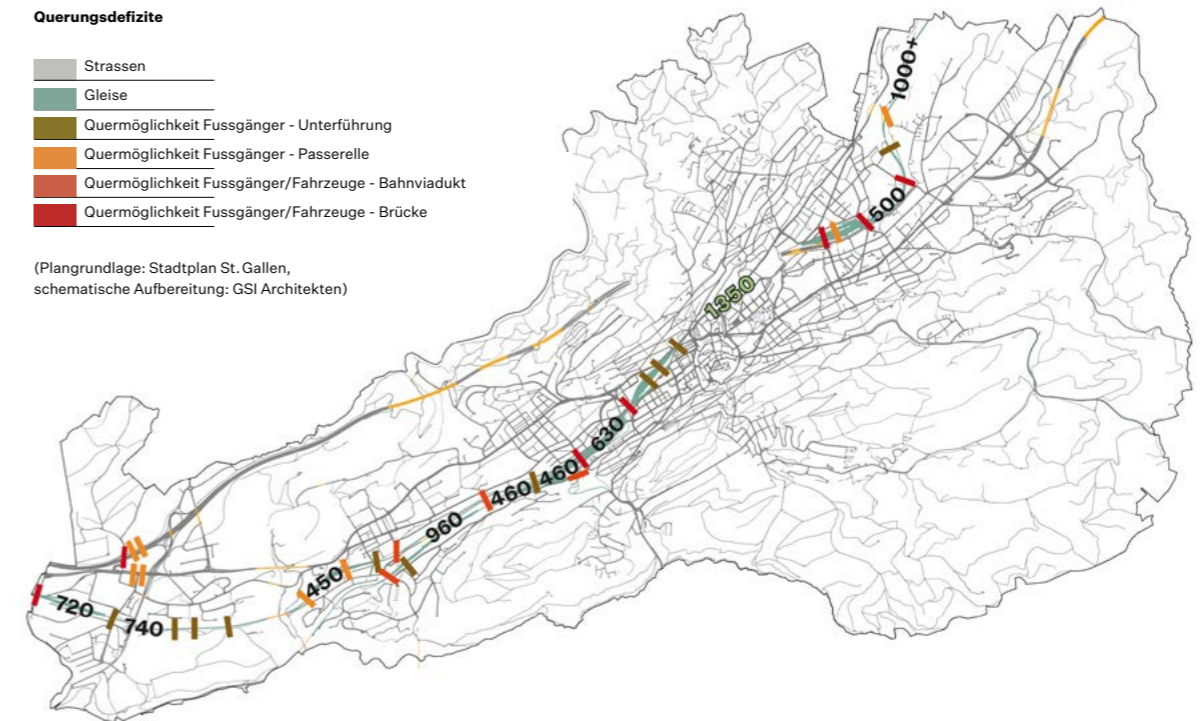 Querungsdefizite
Strassen
Gleise
Quermöglichkeit Fussgänger - Unterführung
Quermöglichkeit Fussgänger - Passerelle
Quermöglichkeit Fussgänger/Fahrzeuge - Bahnviadukt
Quermöglichkeit Fussgänger/Fahrzeuge - Brücke
(Plangrundlage: Stadtplan St. Gallen,
schematische Aufbereitung: GSI Architekten)
1000+
500
1350
630
460
460
960
450
720
740